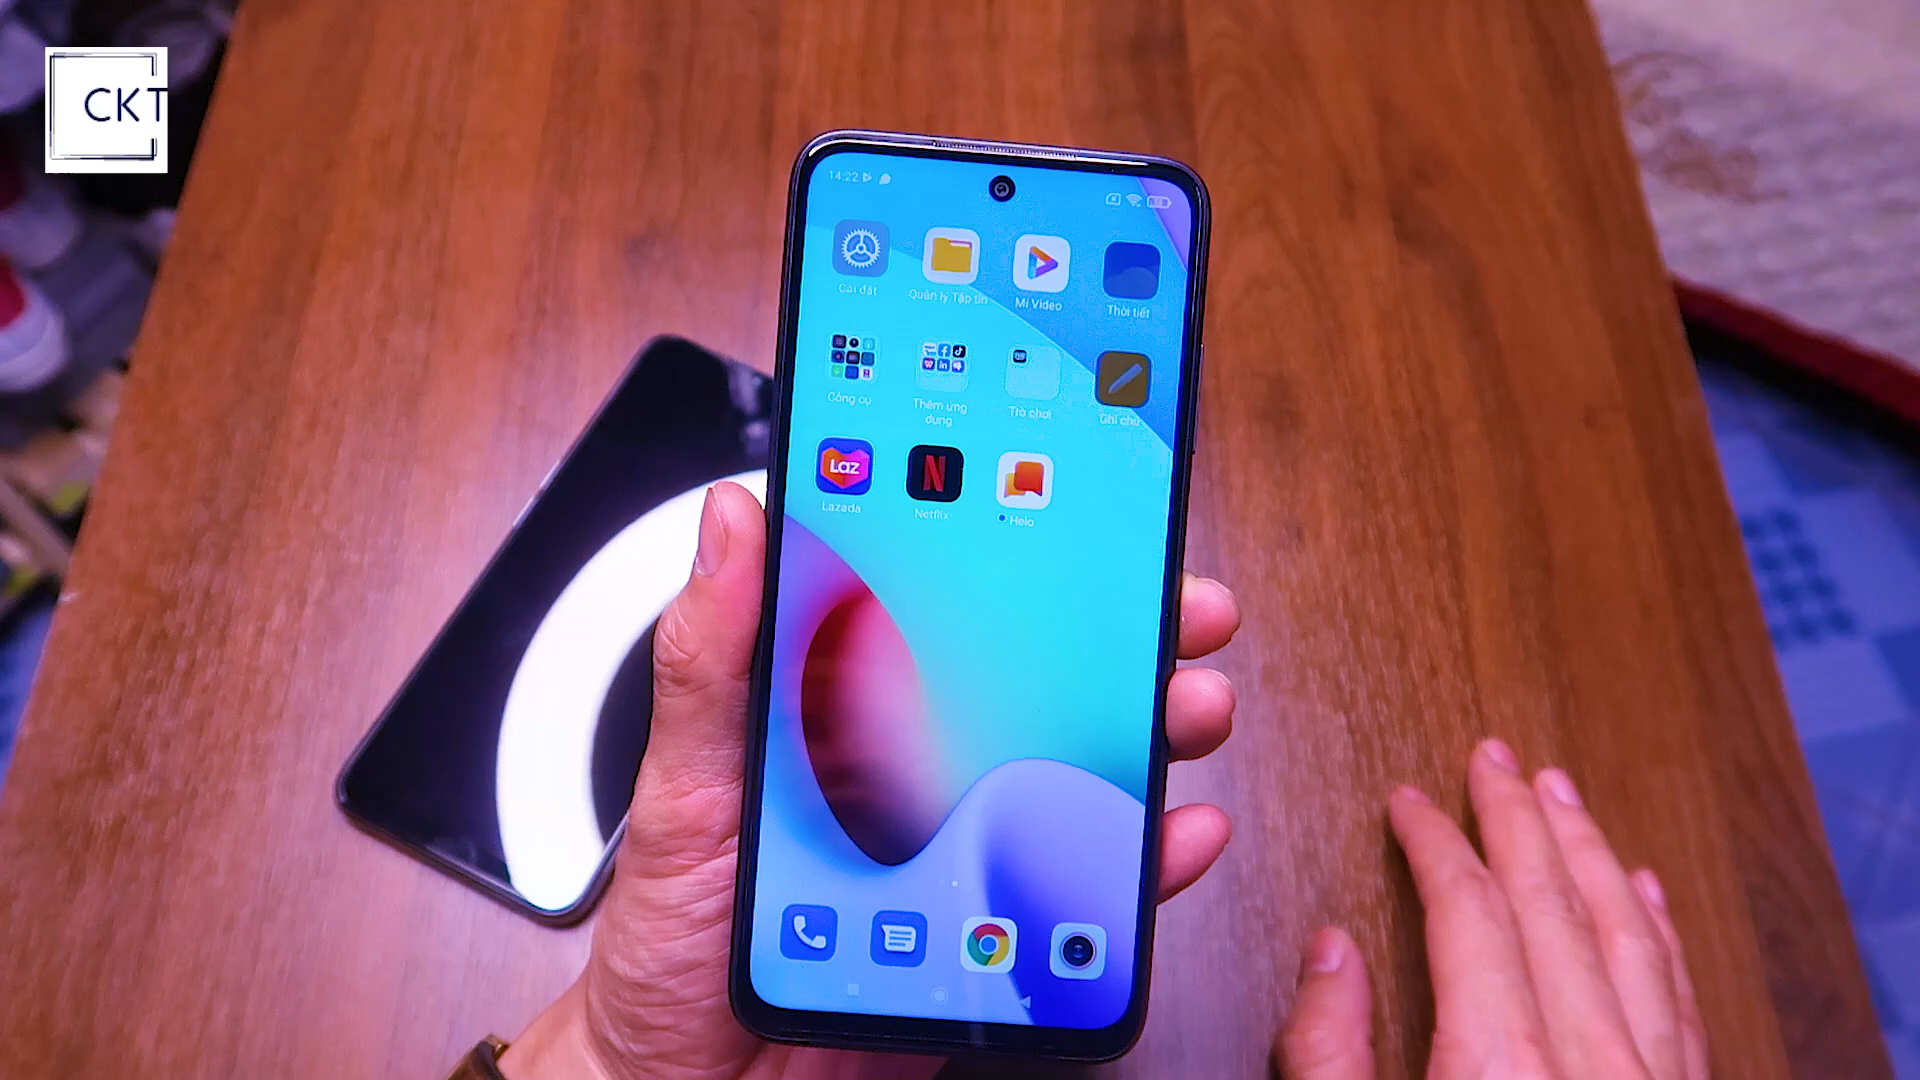 CKT
14:22
Cài đặt
Quản lý Tập tin
Mi Video
Thời tiết
Công cụ
Thêm ứng
dụng
Trò chơi
Ghi chú
Laz
Lazada
N
Netflix
Helo